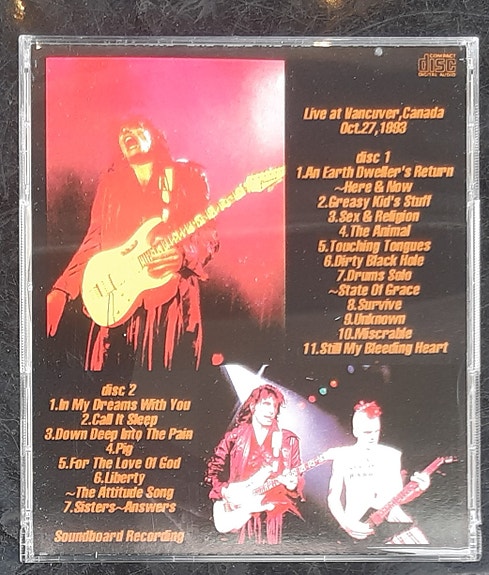 COMPACT
disc
DIGITAL AUDIO
Live at Vancuver,Canada
Oct.27,1993
disc 1
1.An Earth Dweller's Return
~Here & Now
2.Greasy Kid's Stuff
3.Sex & Religion
4.The Animal
5.Touching Tongues
6.Dirty Black Hole
7.Drums Solo
~State Of Grace
8.Survive
9.Unknown
10.Miscrable
11.Still My Bleeding Heart
disc 2
1.In My Dreams With You
2.Call It Sleep
3.Down Deep Into The Pain
4.Pig
5.For The Love Of God
6.Liberty
~The Attitude Song
7.Sisters~Answers
Soundboard Recording